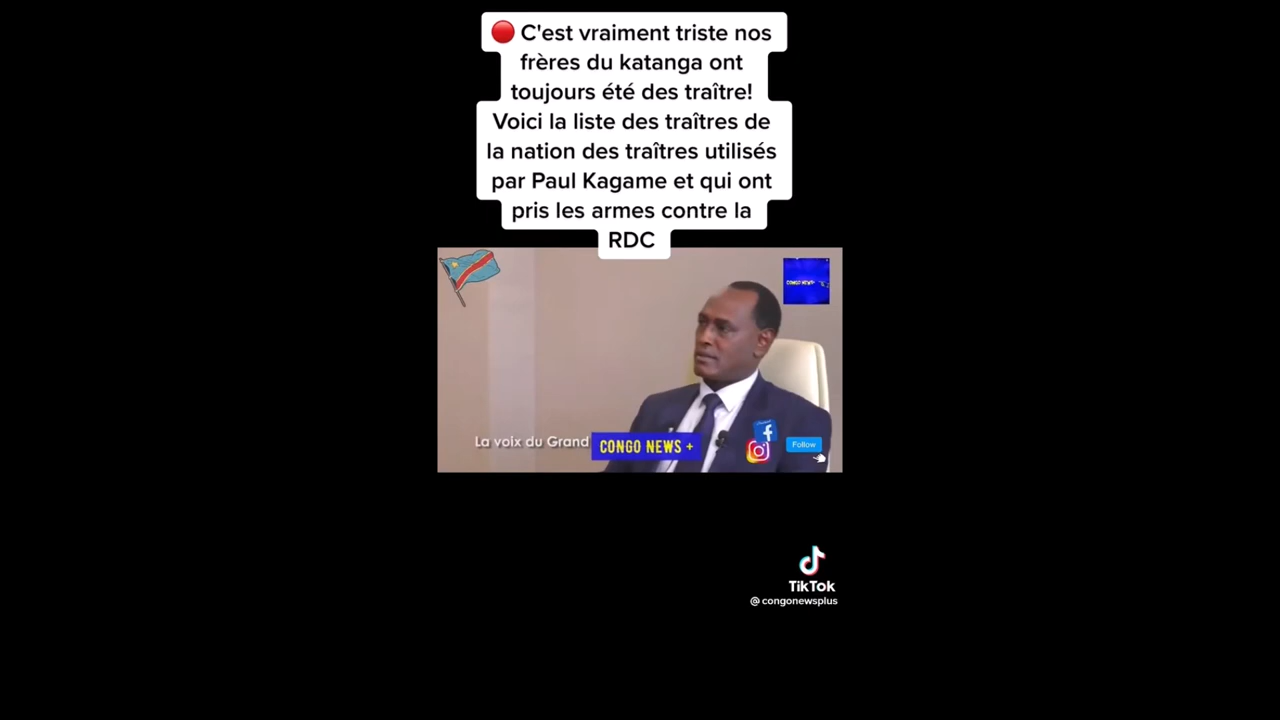 🔴 C'est vraiment triste nos
frères du katanga ont
toujours été des traître!
Voici la liste des traîtres de
la nation des traîtres utilisés
par Paul Kagame et qui ont
pris les armes contre la
RDC
CONGO NEWS+
La voix du Grand
CONGO NEWS +
Follow
TikTok
@congonewsplus